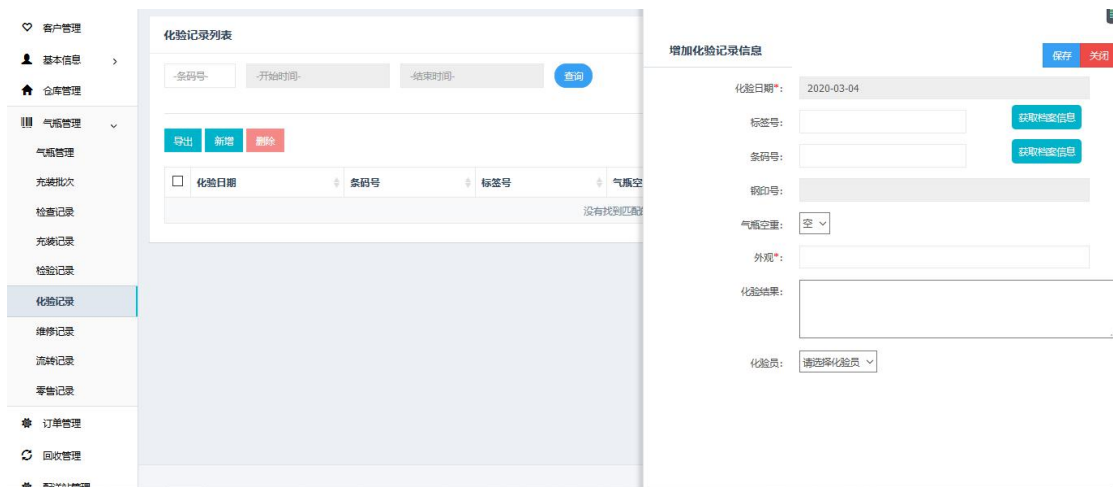 客户管理
基本信息
仓库管理
气瓶管理
气瓶管理
充装批次
检查记录
充装记录
检验记录
化验记录
维修记录
流转记录
零售记录
订单管理
回收管理
配送站管理
化验记录列表
-条码号- -开始时间- -结束时间- 查询
导出 新增 删除
化验日期 条码号 标签号 气瓶空
没有找到匹配
增加化验记录信息 保存 关闭
化验日期*: 2020-03-04
标签号: 获取档案信息
条码号: 获取档案信息
钢印号:
气瓶空重: 空
外观*:
化验结果:
化验员: 请选择化验员